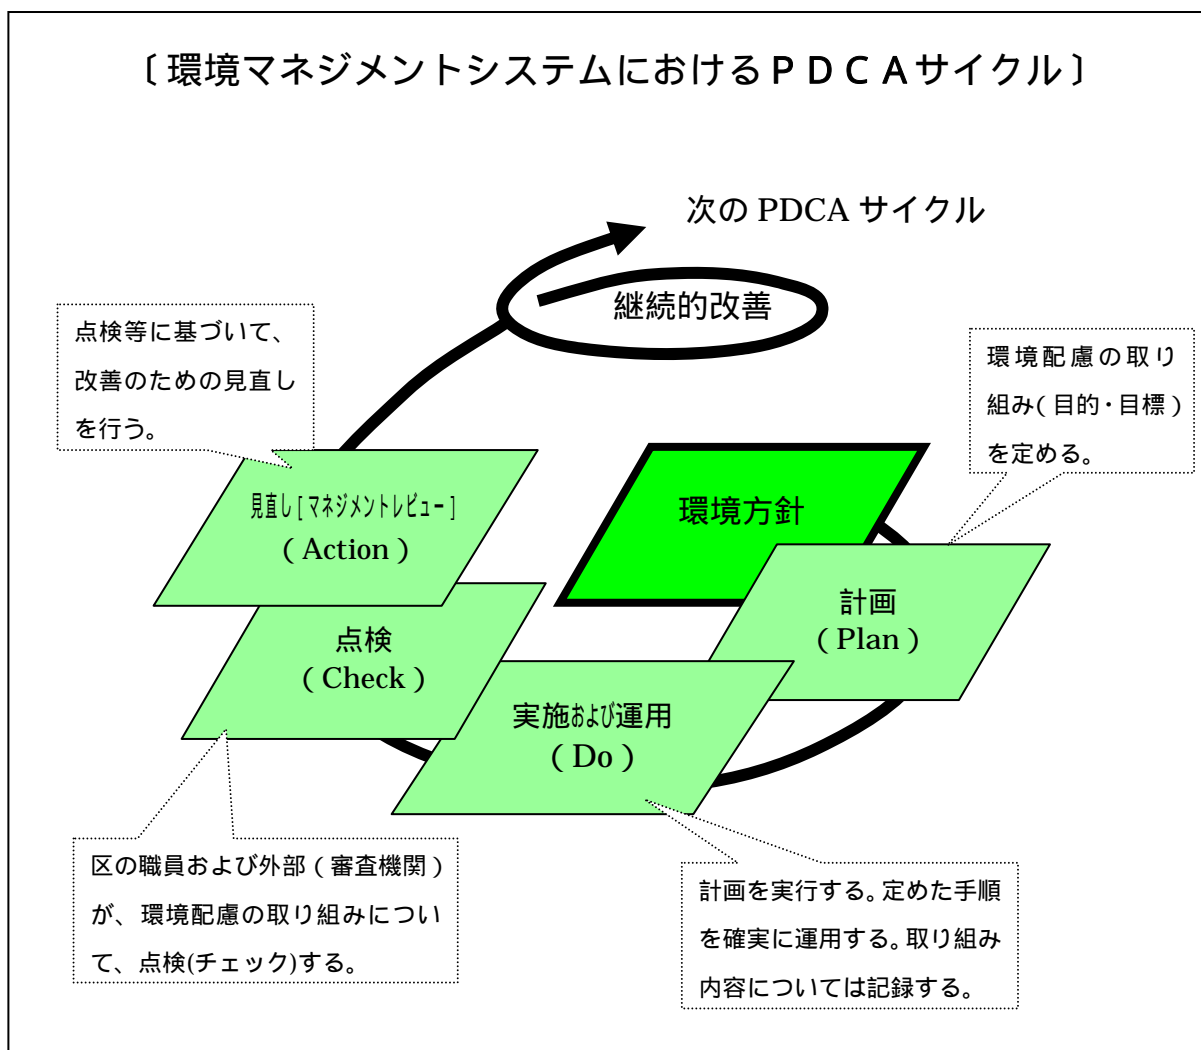 〔環境マネジメントシステムにおけるＰＤＣＡサイクル〕
次の PDCA サイクル
継続的改善
点検等に基づいて、
改善のための見直し
を行う。
環境配慮の取り
組み(目的・目標)
を定める。
見直し[マネジメントレビュー]
(Action)
環境方針
計画
(Plan)
点検
(Check)
実施および運用
(Do)
区の職員および外部(審査機関)
が、環境配慮の取り組みについ
て、点検(チェック)する。
計画を実行する。定めた手順
を確実に運用する。取り組み
内容については記録する。